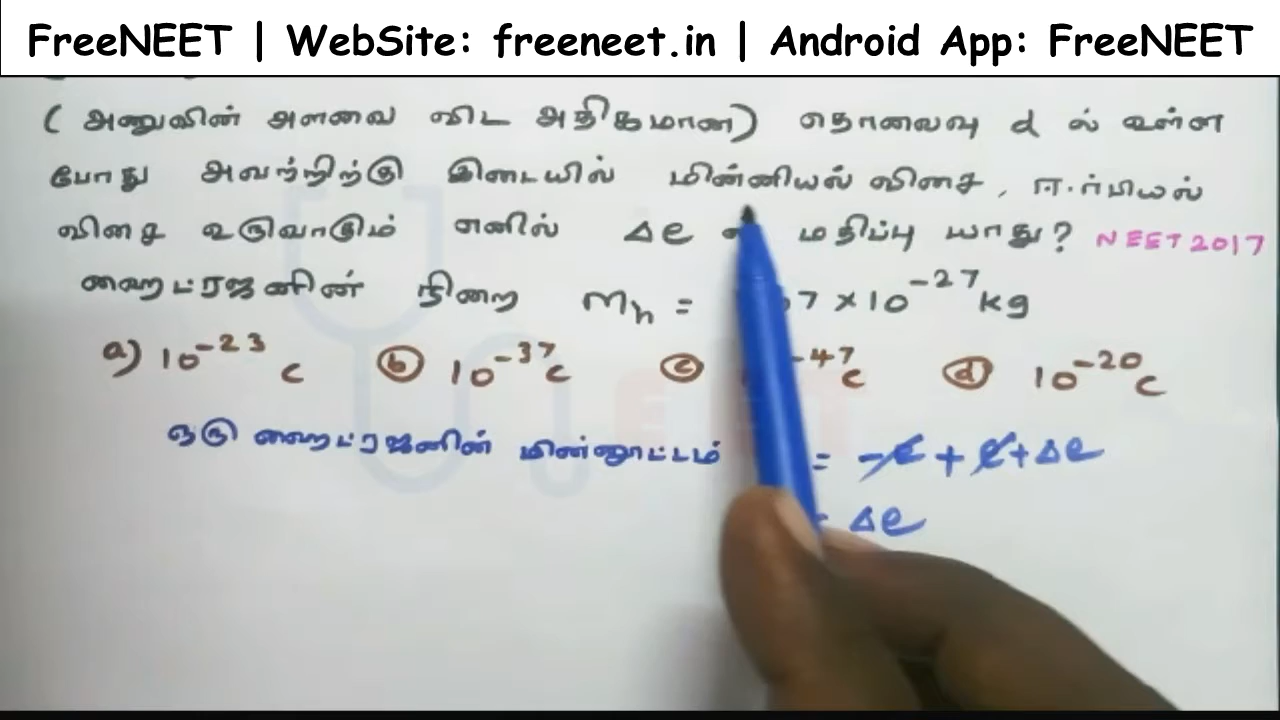 FreeNEET | WebSite: freeneet.in | Android App: FreeNEET
( அணுவின் அளவை விட அதிகமான) தொலைவு d ல் உள்ள
போது அவற்றிற்கு இடையில் மின்னியல் விசை, ஈர்ப்பியல்
விசை உருவாகும் எனில் Δe மதிப்பு யாது? NEET 2017
ஹைட்ரஜனின் நிறை mh = 67 × 10-27 kg
a) 10-23 C b) 10-37 C c) -47 C d) 10-20 C
ஒரு ஹைட்ரஜனின் மின்னூட்டம் = -e + e + Δe
= Δe